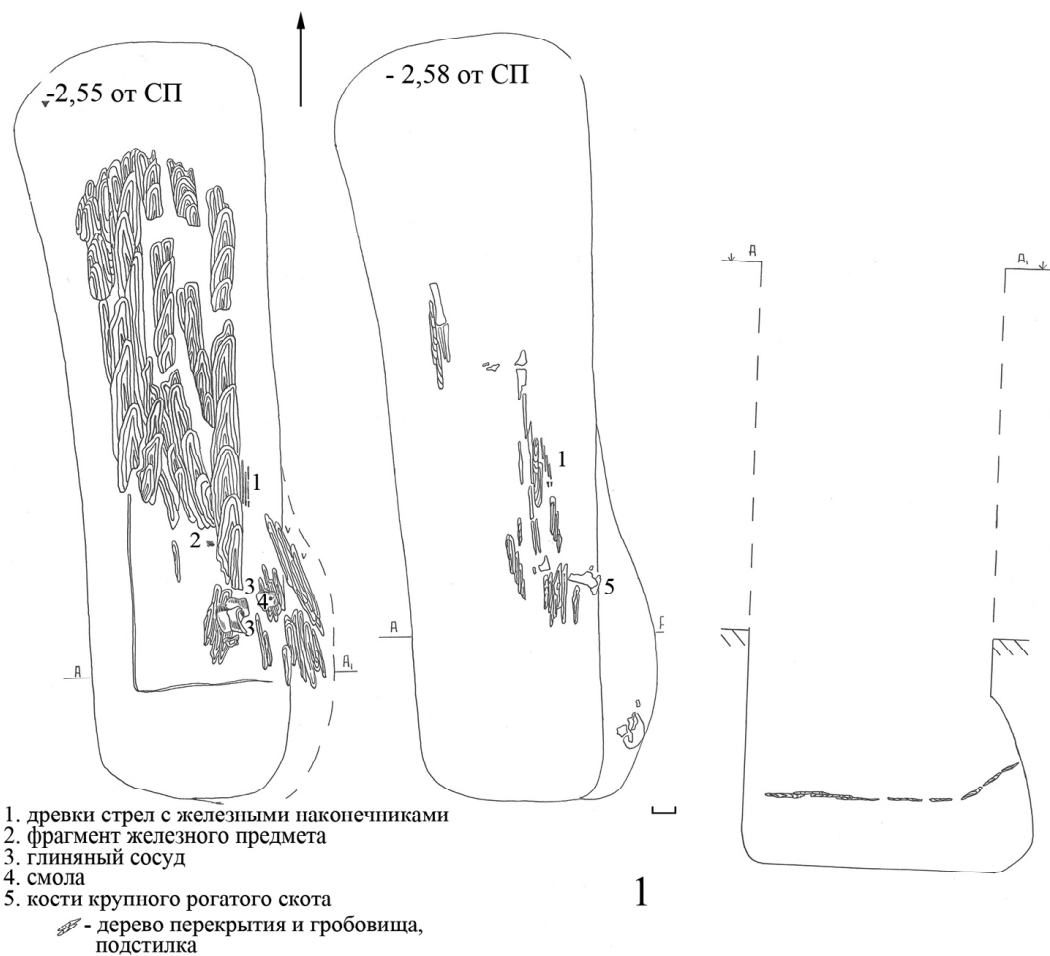 -2,55 от СП
- 2,58 от СП
1
2
3
4
3
А
А₁
1
5
А
А
Д₁
1. древки стрел с железными наконечниками
2. фрагмент железного предмета
3. глиняный сосуд
4. смола
5. кости крупного рогатого скота
- дерево перекрытия и гробовища,
подстилка
1